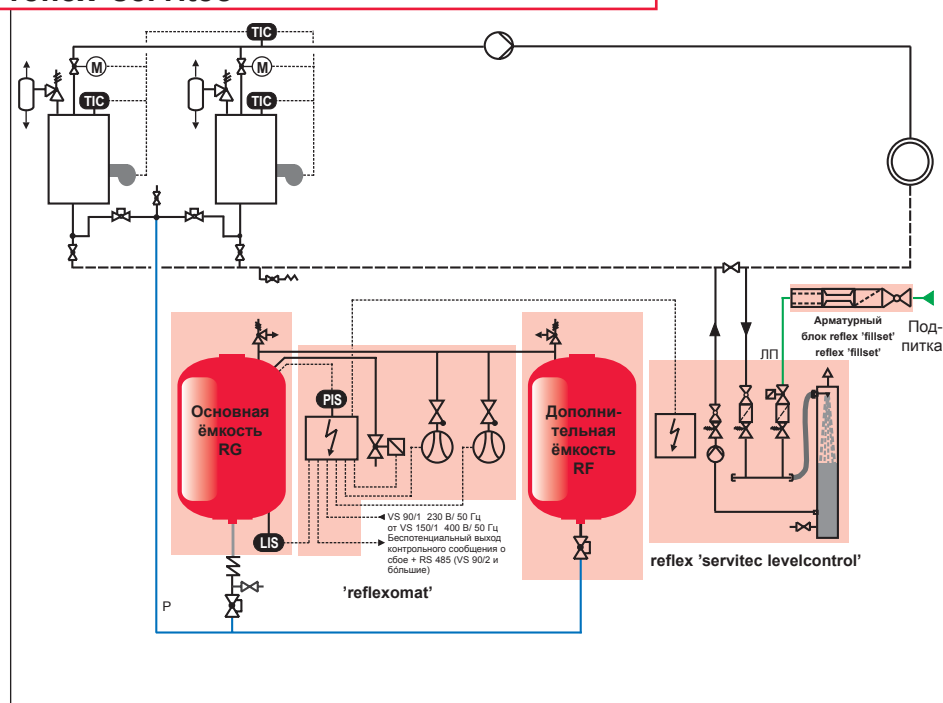 TIC
M
M
TIC
TIC
Арматурный
блок reflex 'fillset'
reflex 'fillset'
Под-
питка
ЛП
PIS
Основная
ёмкость
RG
Дополни-
тельная
ёмкость
RF
LIS
VS 90/1 230 В/ 50 Гц
от VS 150/1 400 В/ 50 Гц
Беспотенциальный выход
контрольного сообщения о
сбое + RS 485 (VS 90/2 и
бóльшие)
'reflexomat'
reflex 'servitec levelcontrol'
P